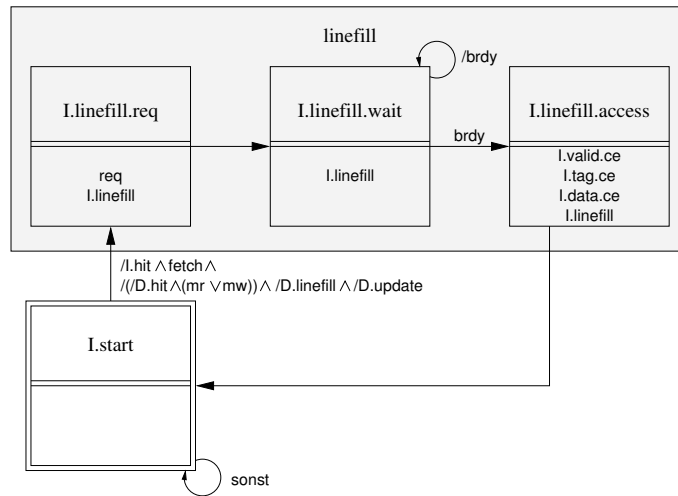 linefill
/brdy
I.linefill.req
I.linefill.wait
I.linefill.access
brdy
req
I.linefill
I.linefill
I.valid.ce
I.tag.ce
I.data.ce
I.linefill
/I.hit ∧ fetch ∧
/(/D.hit ∧ (mr ∨ mw)) ∧ /D.linefill ∧ /D.update
I.start
sonst